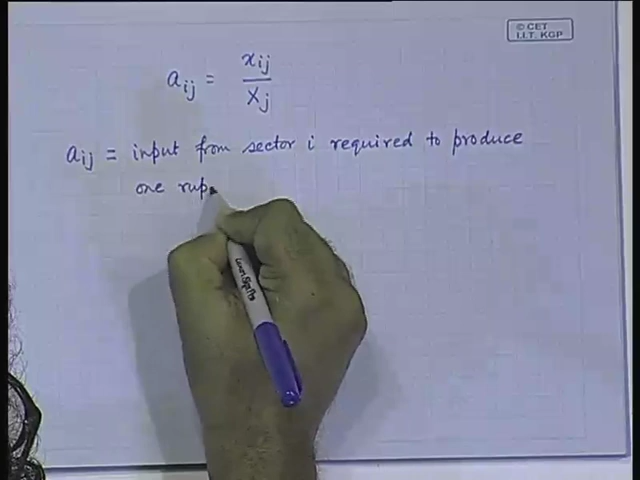 © CET
I.I.T. KGP
aij = xij / Xj
aij = input from sector i required to produce
one rup